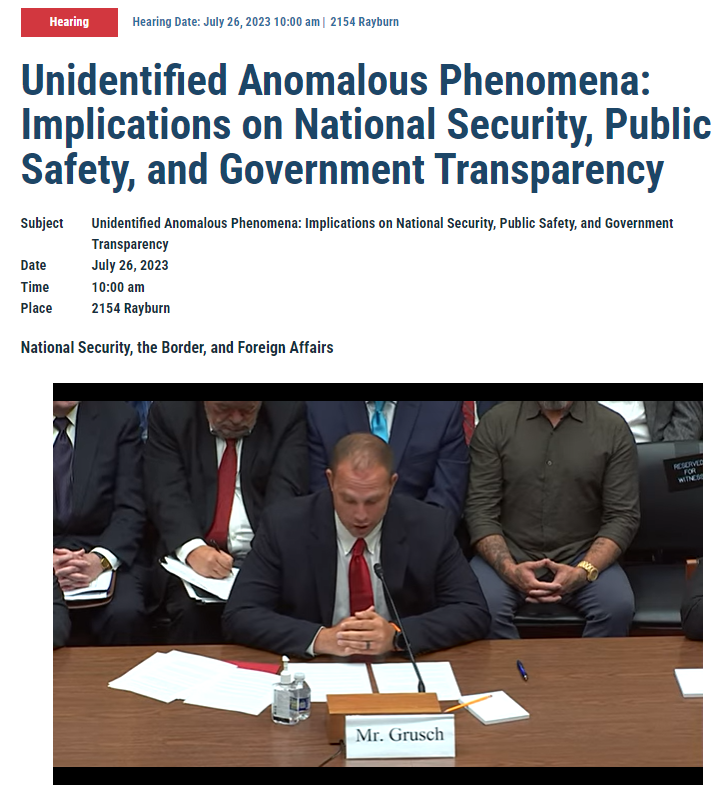 Hearing
Hearing Date: July 26, 2023 10:00 am | 2154 Rayburn
Unidentified Anomalous Phenomena:
Implications on National Security, Public
Safety, and Government Transparency
Subject Unidentified Anomalous Phenomena: Implications on National Security, Public Safety, and Government
Transparency
Date July 26, 2023
Time 10:00 am
Place 2154 Rayburn
National Security, the Border, and Foreign Affairs
RESERVED
FOR
WITNESS
Mr. Grusch